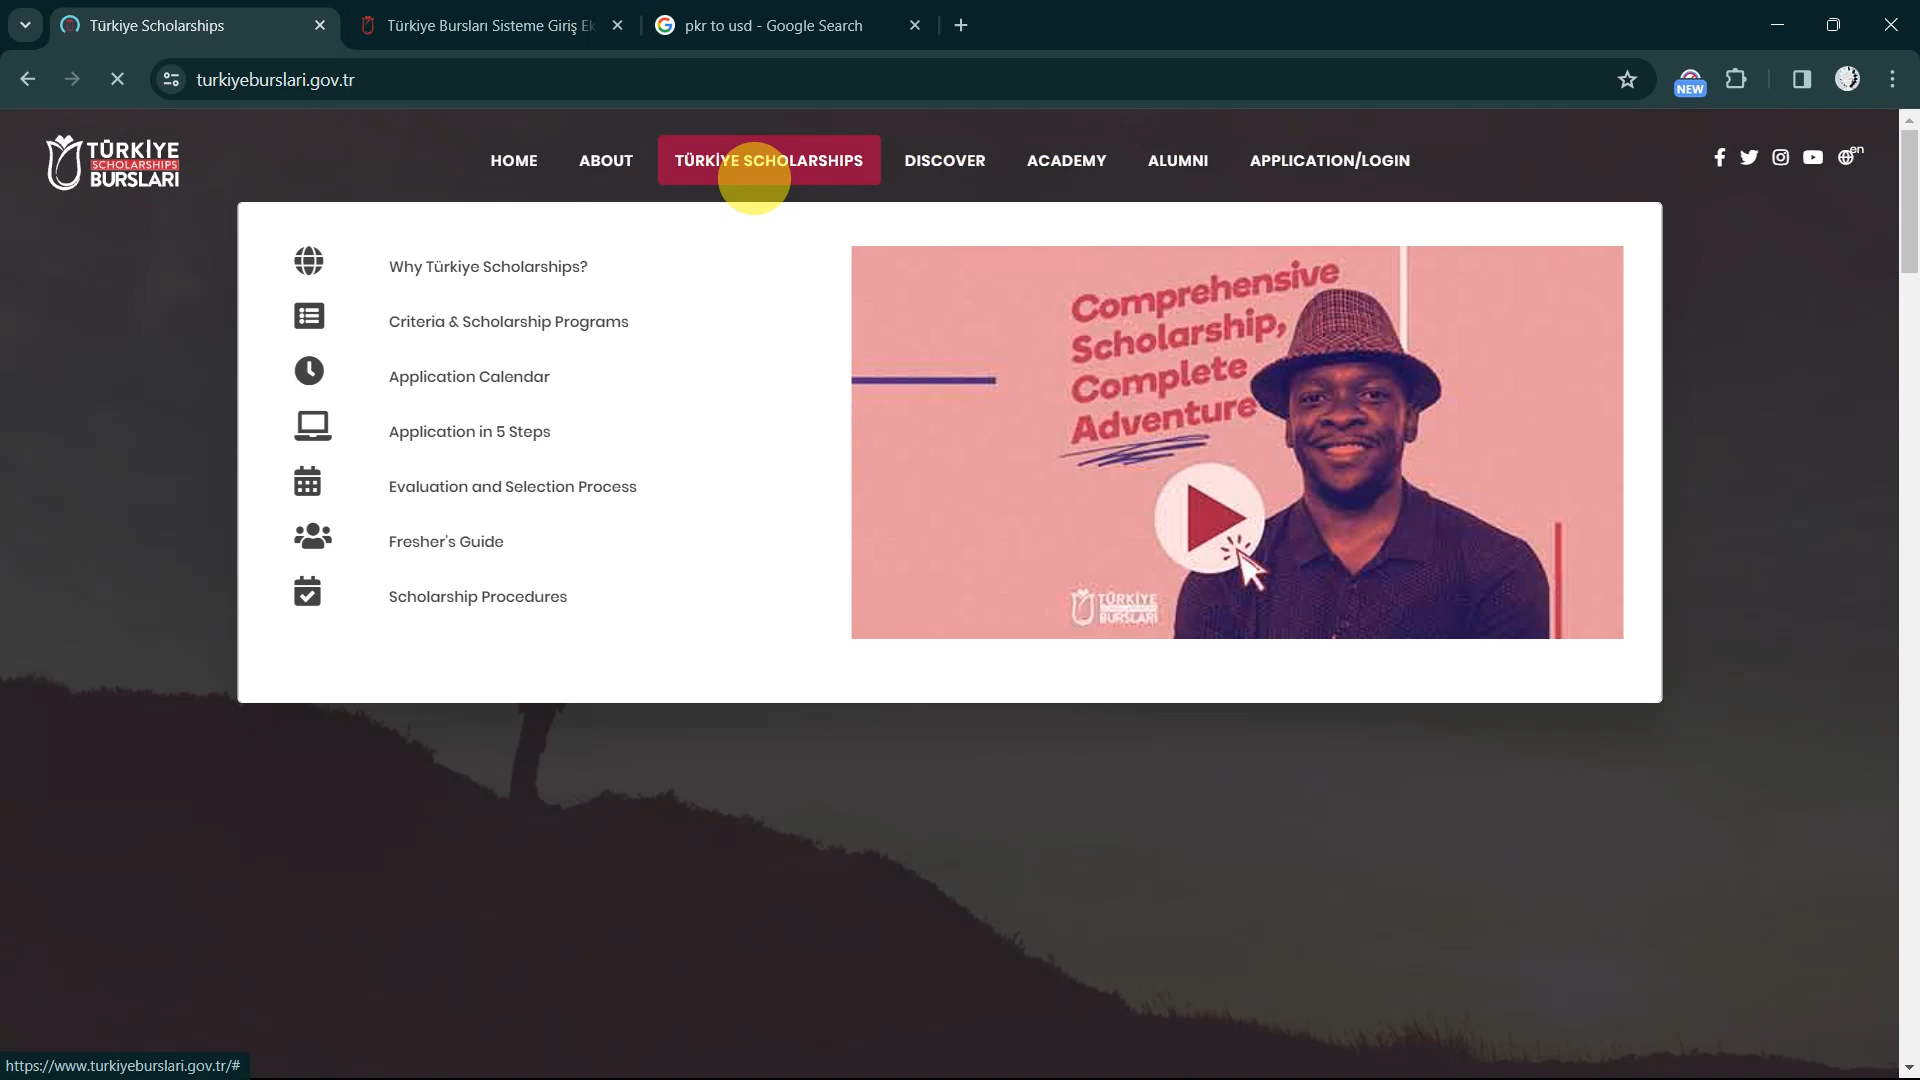 Türkiye Scholarships
Türkiye Bursları Sisteme Giriş Ek
pkr to usd - Google Search
turkiyeburslari.gov.tr
NEW
TÜRKİYE
SCHOLARSHIPS
BURSLARI
HOME
ABOUT
TÜRKİYE SCHOLARSHIPS
DISCOVER
ACADEMY
ALUMNI
APPLICATION/LOGIN
en
Why Türkiye Scholarships?
Criteria & Scholarship Programs
Application Calendar
Application in 5 Steps
Evaluation and Selection Process
Fresher's Guide
Scholarship Procedures
Comprehensive
Scholarship,
Complete
Adventure
TÜRKİYE
BURSLARI
https://www.turkiyeburslari.gov.tr/#